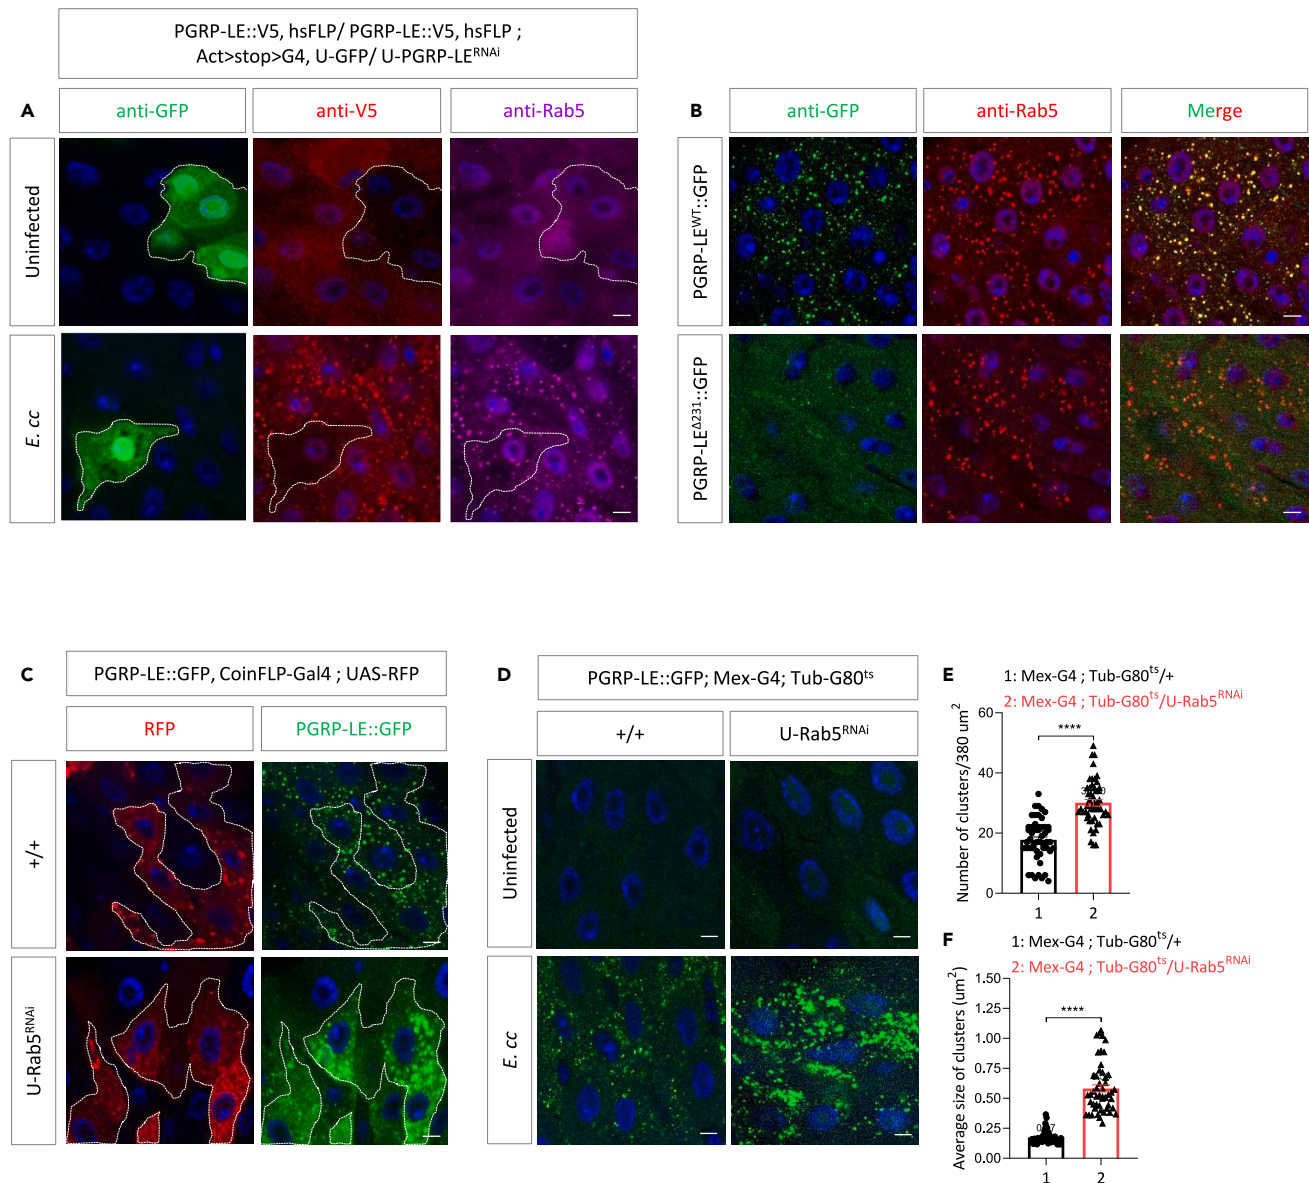 PGRP-LE::V5, hsFLP/ PGRP-LE::V5, hsFLP ;
Act>stop>G4, U-GFP/ U-PGRP-LE^RNAi
A
anti-GFP
anti-V5
anti-Rab5
Uninfected
E. cc
B
anti-GFP
anti-Rab5
Merge
PGRP-LE^WT::GFP
PGRP-LE^Δ231::GFP
C
PGRP-LE::GFP, CoinFLP-Gal4 ; UAS-RFP
RFP
PGRP-LE::GFP
+/+
U-Rab5^RNAi
D
PGRP-LE::GFP; Mex-G4; Tub-G80^ts
+/+
U-Rab5^RNAi
Uninfected
E. cc
E
1: Mex-G4 ; Tub-G80^ts/+
2: Mex-G4 ; Tub-G80^ts/U-Rab5^RNAi
Number of clusters/380 um²
60
40
20
0
****
1
2
F
1: Mex-G4 ; Tub-G80^ts/+
2: Mex-G4 ; Tub-G80^ts/U-Rab5^RNAi
Average size of clusters (um²)
1.50
1.25
1.00
0.75
0.50
0.25
0.00
****
1
2